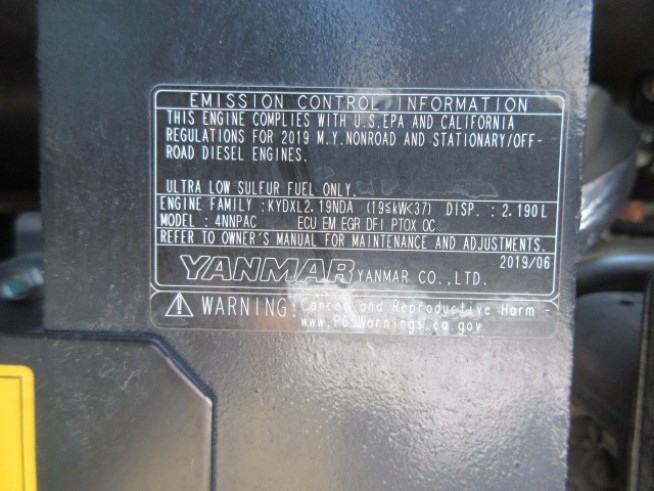 EMISSION CONTROL INFORMATION
THIS ENGINE COMPLIES WITH U.S.EPA AND CALIFORNIA
REGULATIONS FOR 2019 M.Y.NONROAD AND STATIONARY/OFF-
ROAD DIESEL ENGINES.
ULTRA LOW SULFUR FUEL ONLY.
ENGINE FAMILY : KYDXL2.19NDA (19≤kW<37) DISP. : 2.190L
MODEL : 4NNPAC ECU EM EGR DFI PTOX OC
REFER TO OWNER'S MANUAL FOR MAINTENANCE AND ADJUSTMENTS.
2019/06
YANMAR YANMAR CO.,LTD.
WARNING: Cancer and Reproductive Harm -
www.P65Warnings.ca.gov